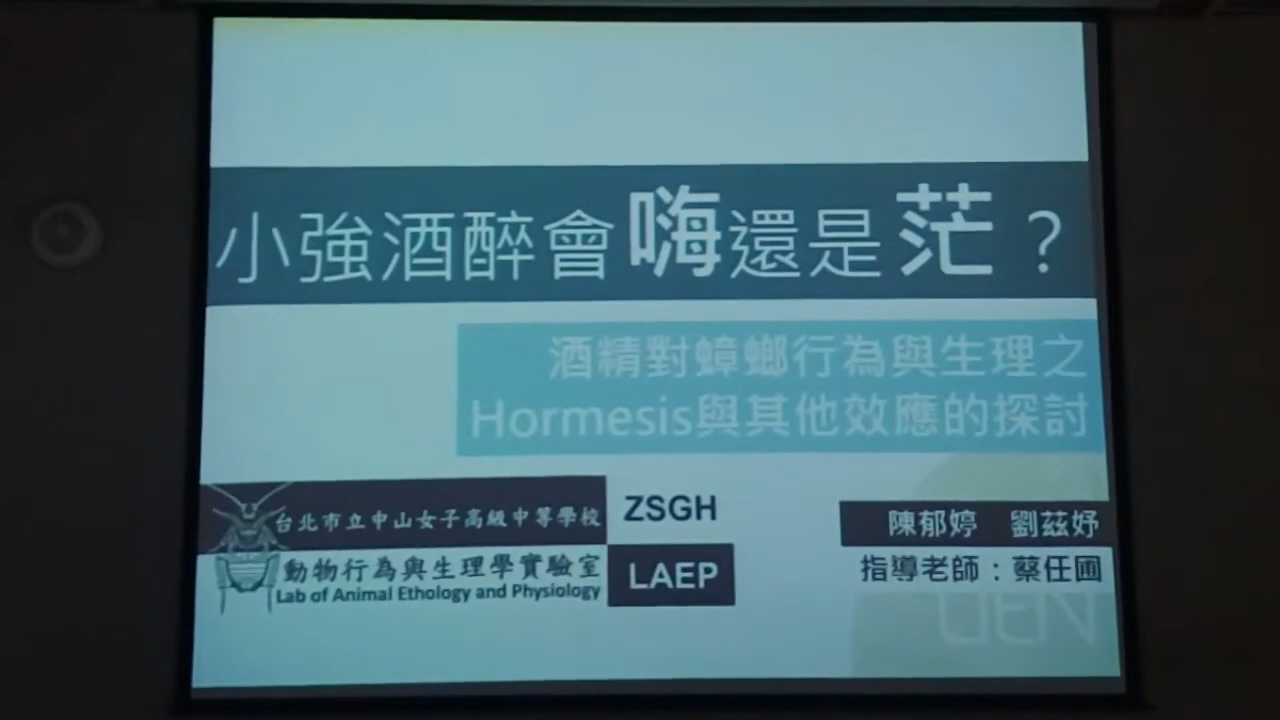 小強酒醉會嗨還是茫？
酒精對蟑螂行為與生理之
Hormesis與其他效應的探討
台北市立中山女子高級中等學校
ZSGH
動物行為與生理學實驗室
Lab of Animal Ethology and Physiology
LAEP
陳郁婷 劉茲妤
指導老師：蔡任圃